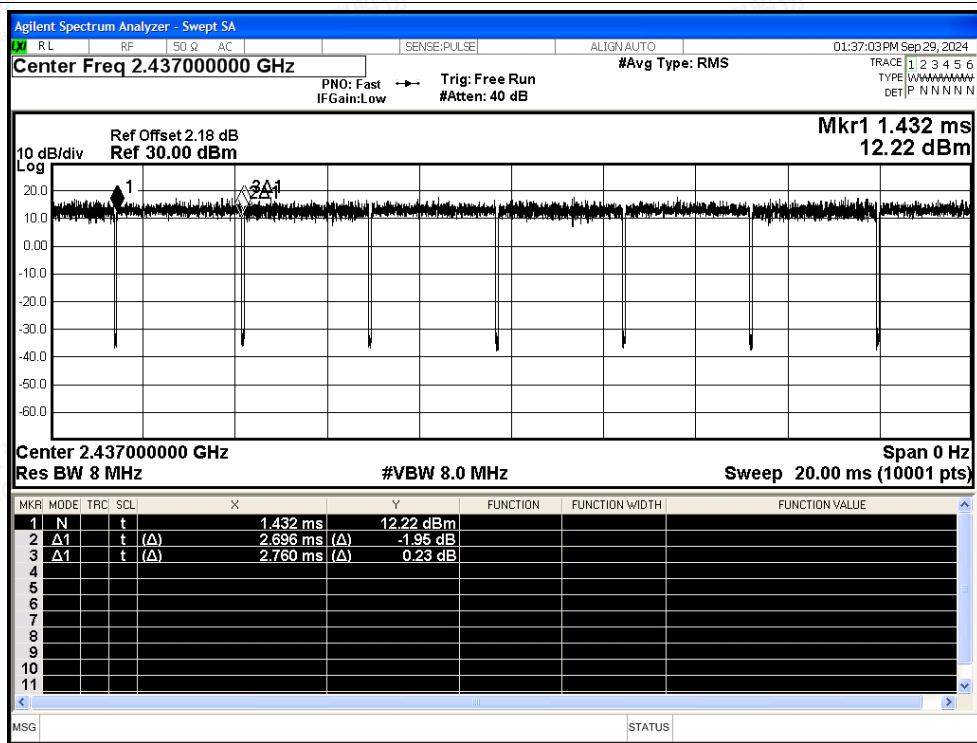 Agilent Spectrum Analyzer - Swept SA
LXI RL RF 50 Ω AC SENSE:PULSE ALIGN AUTO 01:37:03 PM Sep 29, 2024
Center Freq 2.437000000 GHz
PNO: Fast
IFGain:Low
Trig: Free Run
#Atten: 40 dB
#Avg Type: RMS
TRACE 1 2 3 4 5 6
TYPE
DET P N N N N N
Mkr1 1.432 ms
12.22 dBm
Ref Offset 2.18 dB
10 dB/div Ref 30.00 dBm
Log
1
2Δ1
3Δ1
20.0
10.0
0.00
-10.0
-20.0
-30.0
-40.0
-50.0
-60.0
Center 2.437000000 GHz Span 0 Hz
Res BW 8 MHz #VBW 8.0 MHz Sweep 20.00 ms (10001 pts)
MKR MODE TRC SCL X Y FUNCTION FUNCTION WIDTH FUNCTION VALUE
1 N t 1.432 ms 12.22 dBm
2 Δ1 t (Δ) 2.696 ms (Δ) -1.95 dB
3 Δ1 t (Δ) 2.760 ms (Δ) 0.23 dB
4
5
6
7
8
9
10
11
MSG STATUS